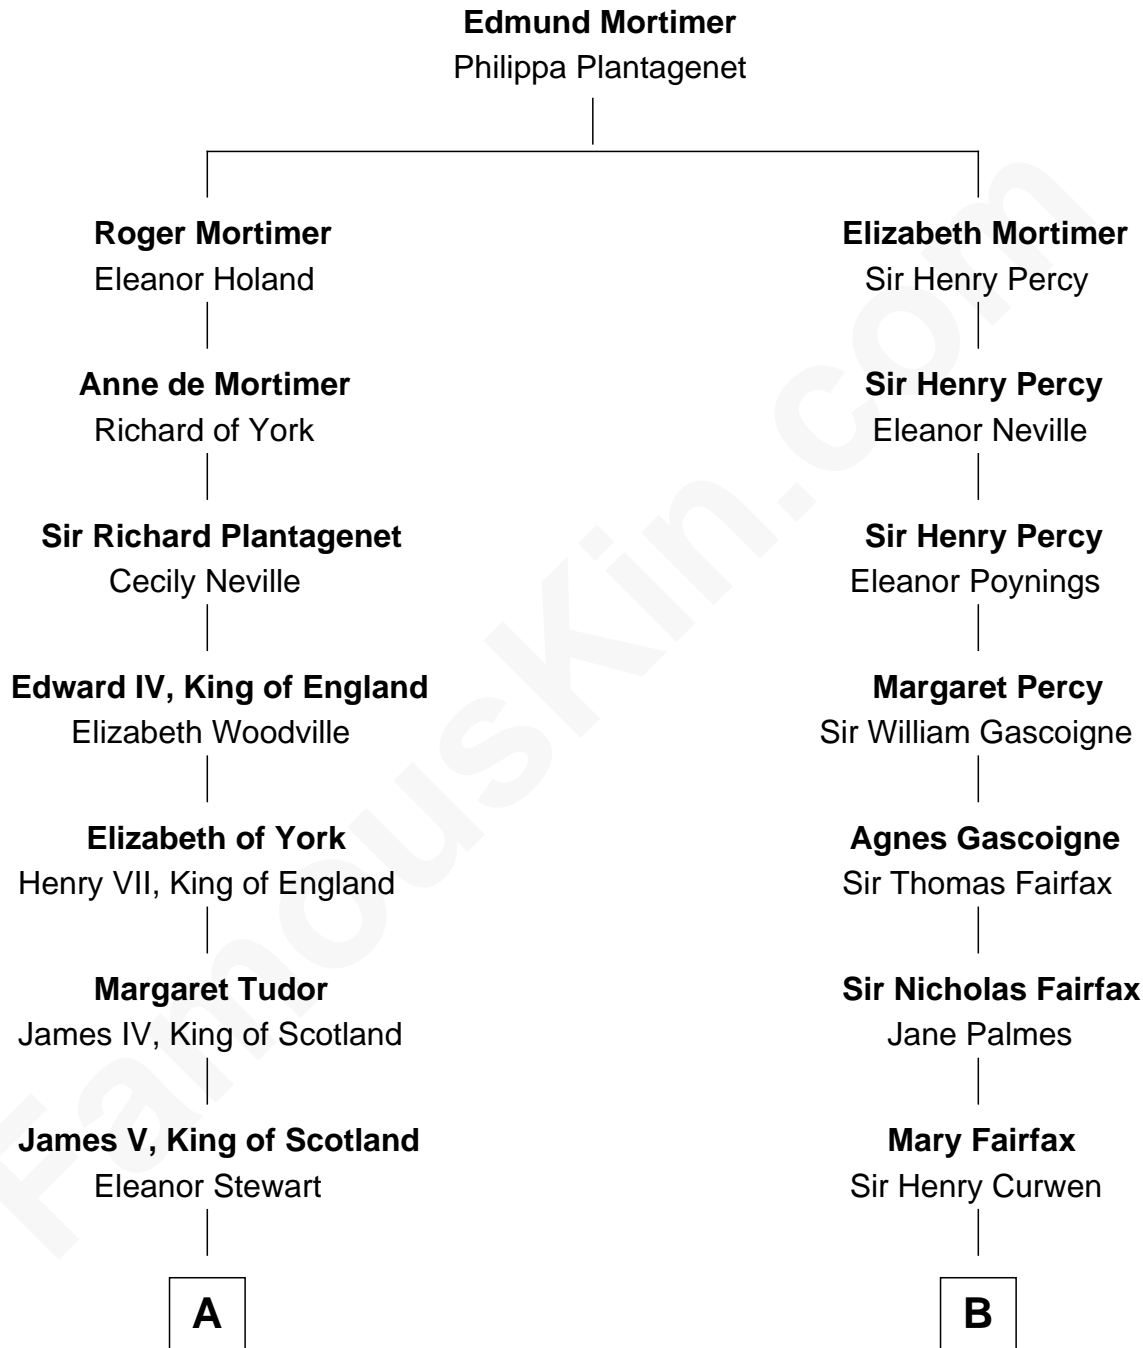 Edmund Mortimer
Philippa Plantagenet
Roger Mortimer
Eleanor Holand
Anne de Mortimer
Richard of York
Sir Richard Plantagenet
Cecily Neville
Edward IV, King of England
Elizabeth Woodville
Elizabeth of York
Henry VII, King of England
Margaret Tudor
James IV, King of Scotland
James V, King of Scotland
Eleanor Stewart
A
Elizabeth Mortimer
Sir Henry Percy
Sir Henry Percy
Eleanor Neville
Sir Henry Percy
Eleanor Poynings
Margaret Percy
Sir William Gascoigne
Agnes Gascoigne
Sir Thomas Fairfax
Sir Nicholas Fairfax
Jane Palmes
Mary Fairfax
Sir Henry Curwen
B
FamousKin.com